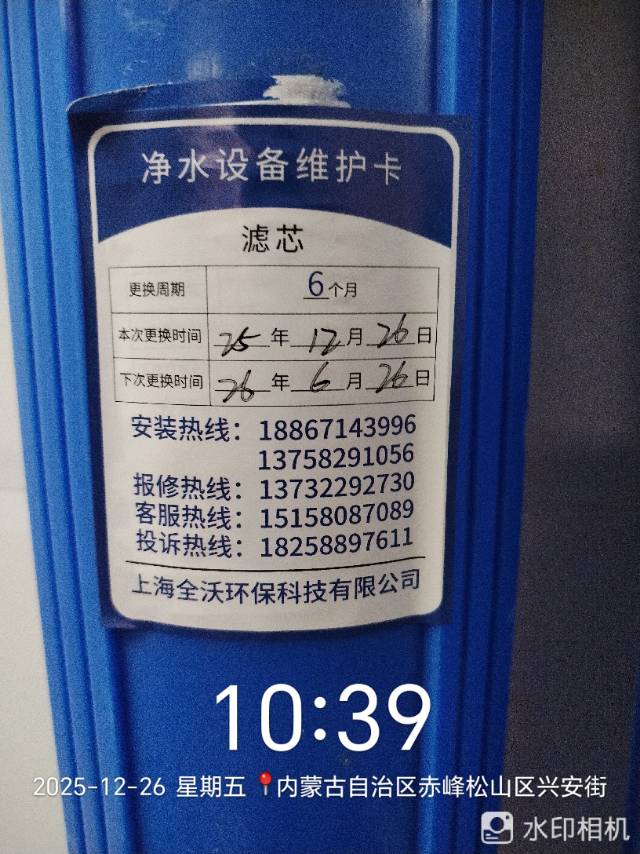 净水设备维护卡
滤芯
更换周期 6个月
本次更换时间 25年12月26日
下次更换时间 26年6月26日
安装热线：18867143996
13758291056
报修热线：13732292730
客服热线：15158087089
投诉热线：18258897611
上海全沃环保科技有限公司
10:39
2025-12-26 星期五 内蒙古自治区赤峰松山区兴安街
水印相机